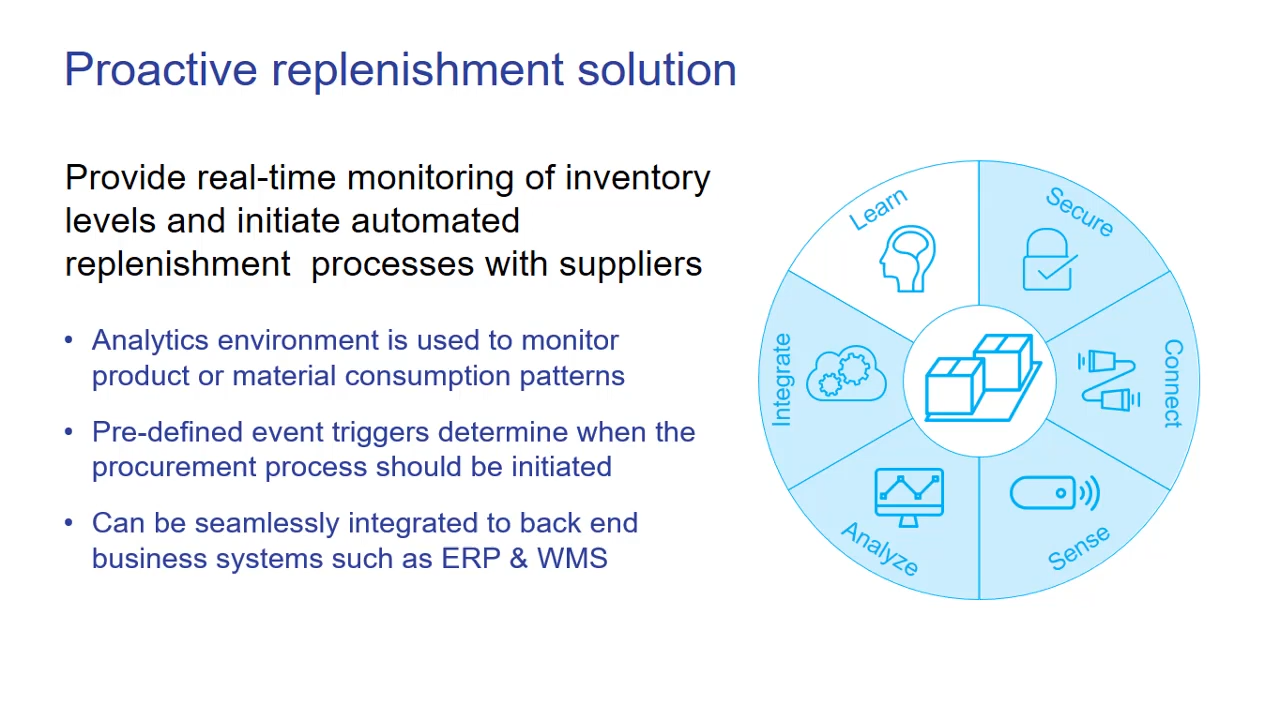 Proactive replenishment solution
Provide real-time monitoring of inventory
levels and initiate automated
replenishment  processes with suppliers
• Analytics environment is used to monitor
product or material consumption patterns
• Pre-defined event triggers determine when the
procurement process should be initiated
• Can be seamlessly integrated to back end
business systems such as ERP & WMS
Learn
Secure
Integrate
Connect
Analyze
Sense